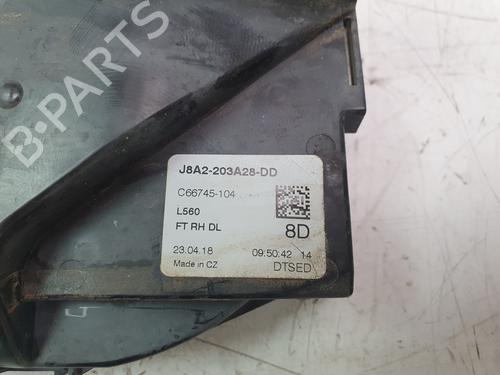 B-PARTS
J8A2-203A28-DD
C66745-104
L560
FT RH DL
8D
23.04.18 09:50:42 14
Made in CZ DTSED